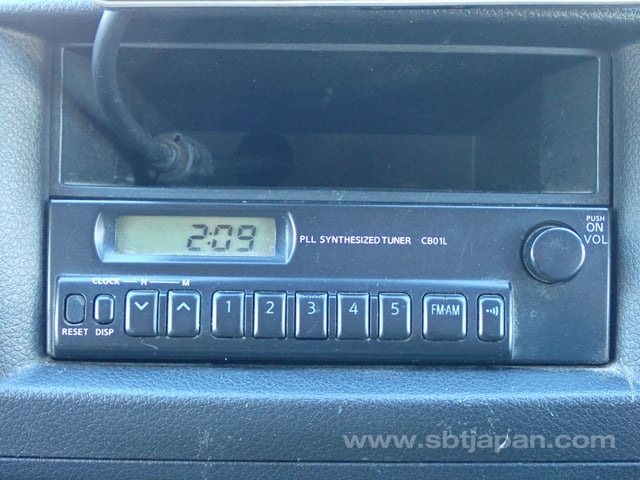 2:09
PLL SYNTHESIZED TUNER CB01L
PUSH
ON
VOL
CLOCK H M
RESET DISP
1 2 3 4 5 FM·AM
www.sbtjapan.com